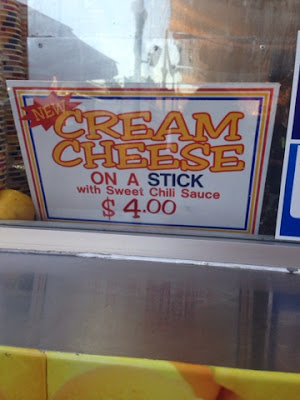 NEW
CREAM
CHEESE
ON A STICK
with Sweet Chili Sauce
$ 4.00